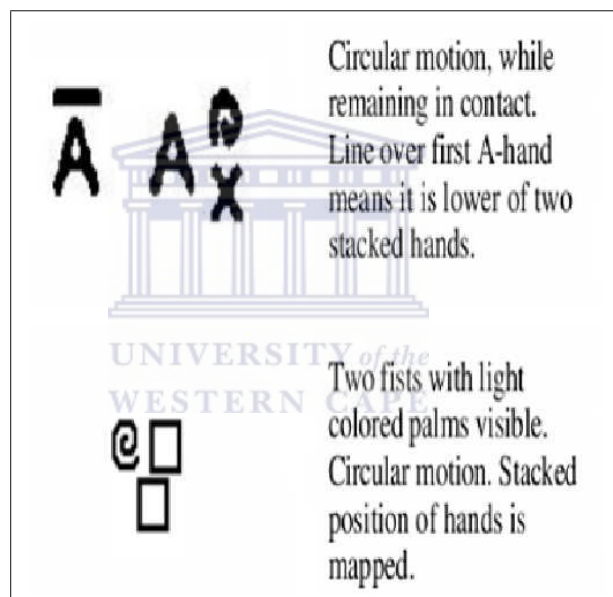 Ā A x
Circular motion, while
remaining in contact.
Line over first A-hand
means it is lower of two
stacked hands.
UNIVERSITY of the
WESTERN CAPE
Two fists with light
colored palms visible.
Circular motion. Stacked
position of hands is
mapped.